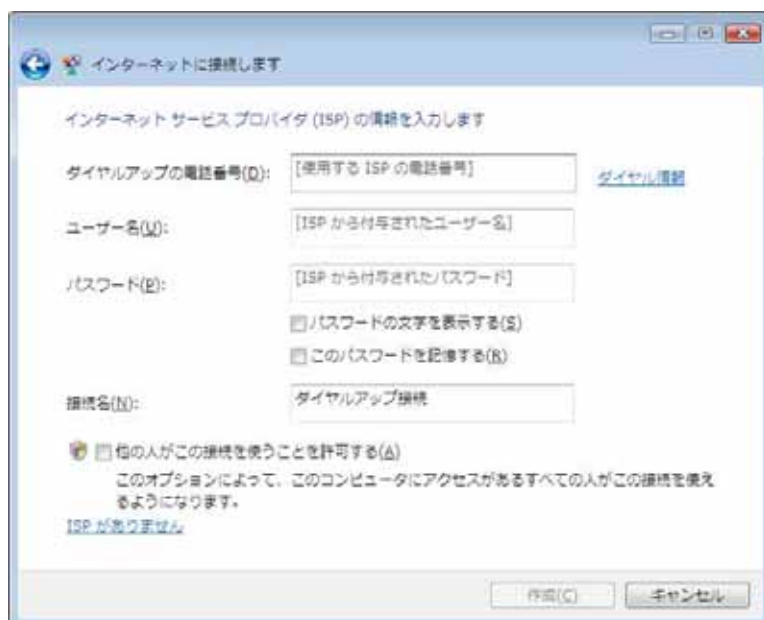 インターネットに接続します
インターネット サービス プロバイダ (ISP) の情報を入力します
ダイヤルアップの電話番号(D): [使用する ISP の電話番号] ダイヤル情報
ユーザー名(U): [ISP から付与されたユーザー名]
パスワード(P): [ISP から付与されたパスワード]
パスワードの文字を表示する(S)
このパスワードを記憶する(R)
接続名(N): ダイヤルアップ接続
他の人がこの接続を使うことを許可する(A)
このオプションによって、このコンピュータにアクセスがあるすべての人がこの接続を使え
るようになります。
ISP がありません
作成(C) キャンセル